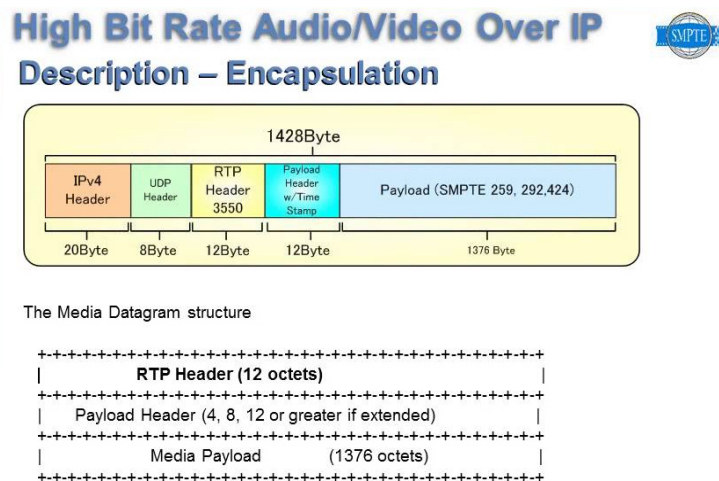 High Bit Rate Audio/Video Over IP
SMPTE
Description – Encapsulation
1428Byte
IPv4 Header
UDP Header
RTP Header 3550
Payload Header w/Time Stamp
Payload (SMPTE 259, 292,424)
20Byte
8Byte
12Byte
12Byte
1376 Byte
The Media Datagram structure
+-+-+-+-+-+-+-+-+-+-+-+-+-+-+-+-+-+-+-+-+-+-+-+-+-+-+-+-+-+-+-+-+-+
| RTP Header (12 octets) |
+-+-+-+-+-+-+-+-+-+-+-+-+-+-+-+-+-+-+-+-+-+-+-+-+-+-+-+-+-+-+-+-+-+
| Payload Header (4, 8, 12 or greater if extended) |
+-+-+-+-+-+-+-+-+-+-+-+-+-+-+-+-+-+-+-+-+-+-+-+-+-+-+-+-+-+-+-+-+-+
| Media Payload (1376 octets) |
+-+-+-+-+-+-+-+-+-+-+-+-+-+-+-+-+-+-+-+-+-+-+-+-+-+-+-+-+-+-+-+-+-+